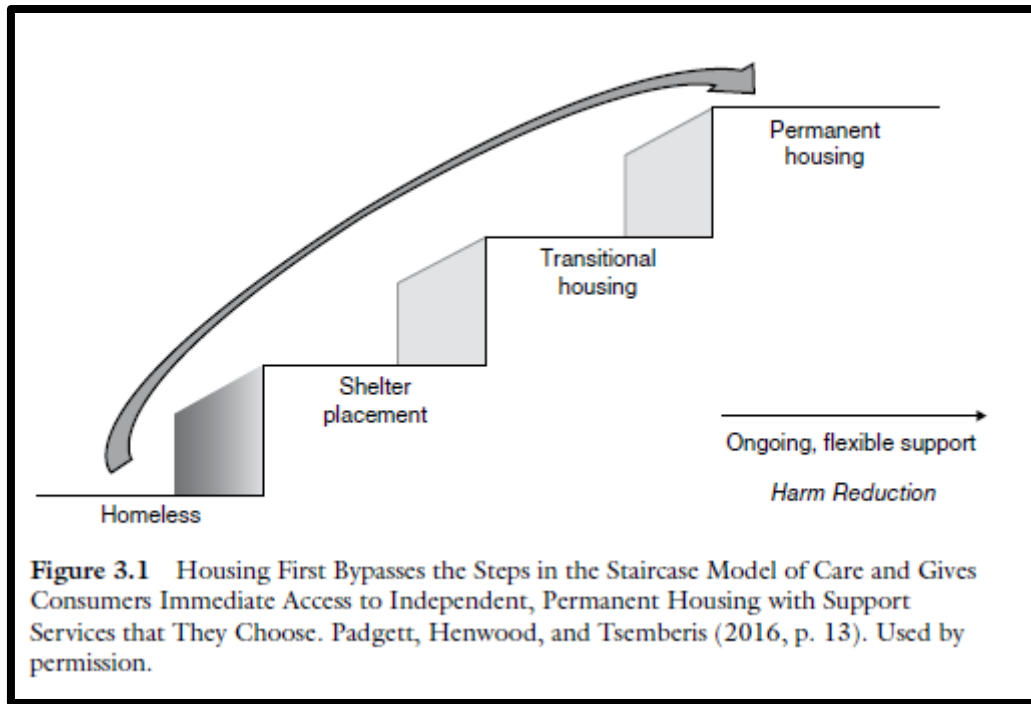 Permanent
housing
Transitional
housing
Shelter
placement
Ongoing, flexible support
Homeless
Harm Reduction
Figure 3.1 Housing First Bypasses the Steps in the Staircase Model of Care and Gives
Consumers Immediate Access to Independent, Permanent Housing with Support
Services that They Choose. Padgett, Henwood, and Tsemberis (2016, p. 13). Used by
permission.